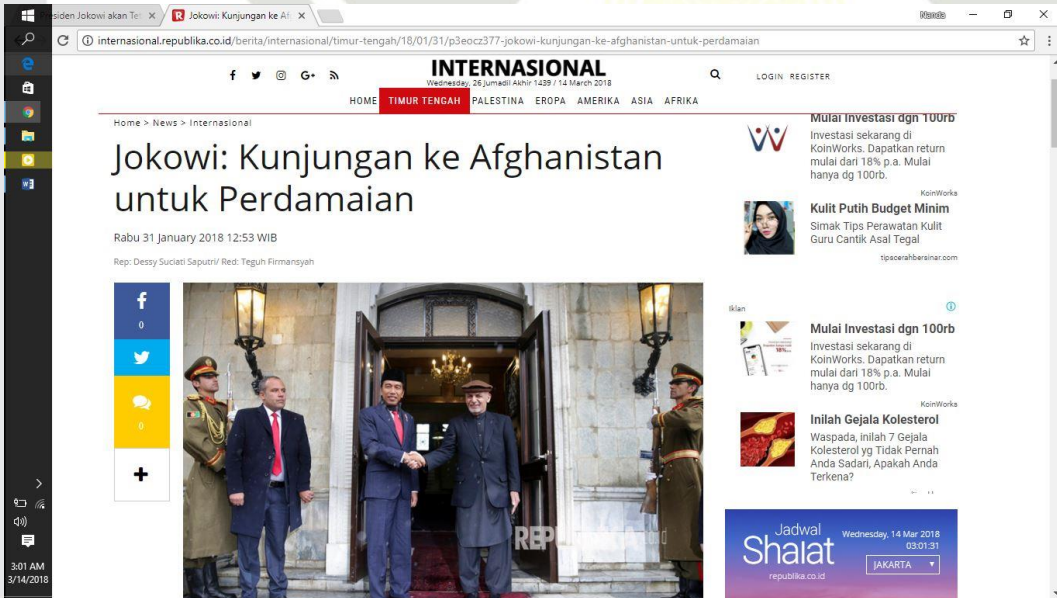 siden Jokowi akan Te
Jokowi: Kunjungan ke Af
Nanda
internasional.republika.co.id/berita/internasional/timur-tengah/18/01/31/p3eocz377-jokowi-kunjungan-ke-afghanistan-untuk-perdamaian
INTERNASIONAL
Wednesday, 26 Jumadil Akhir 1439 / 14 March 2018
LOGIN REGISTER
HOME TIMUR TENGAH PALESTINA EROPA AMERIKA ASIA AFRIKA
Home > News > Internasional
Jokowi: Kunjungan ke Afghanistan
untuk Perdamaian
Rabu 31 January 2018 12:53 WIB
Rep: Dessy Suciati Saputri/ Red: Teguh Firmansyah
0
0
REPUBLIKA
Mulai Investasi dgn 100rb
Investasi sekarang di
KoinWorks. Dapatkan return
mulai dari 18% p.a. Mulai
hanya dg 100rb.
KoinWorks
Kulit Putih Budget Minim
Simak Tips Perawatan Kulit
Guru Cantik Asal Tegal
tipscerahbersinar.com
Iklan
Mulai Investasi dgn 100rb
Investasi sekarang di
KoinWorks. Dapatkan return
mulai dari 18% p.a. Mulai
hanya dg 100rb.
KoinWorks
Inilah Gejala Kolesterol
Waspada, inilah 7 Gejala
Kolesterol yg Tidak Pernah
Anda Sadari, Apakah Anda
Terkena?
Jadwal
Shalat
republika.co.id
Wednesday, 14 Mar 2018
03:01:31
JAKARTA
3:01 AM
3/14/2018